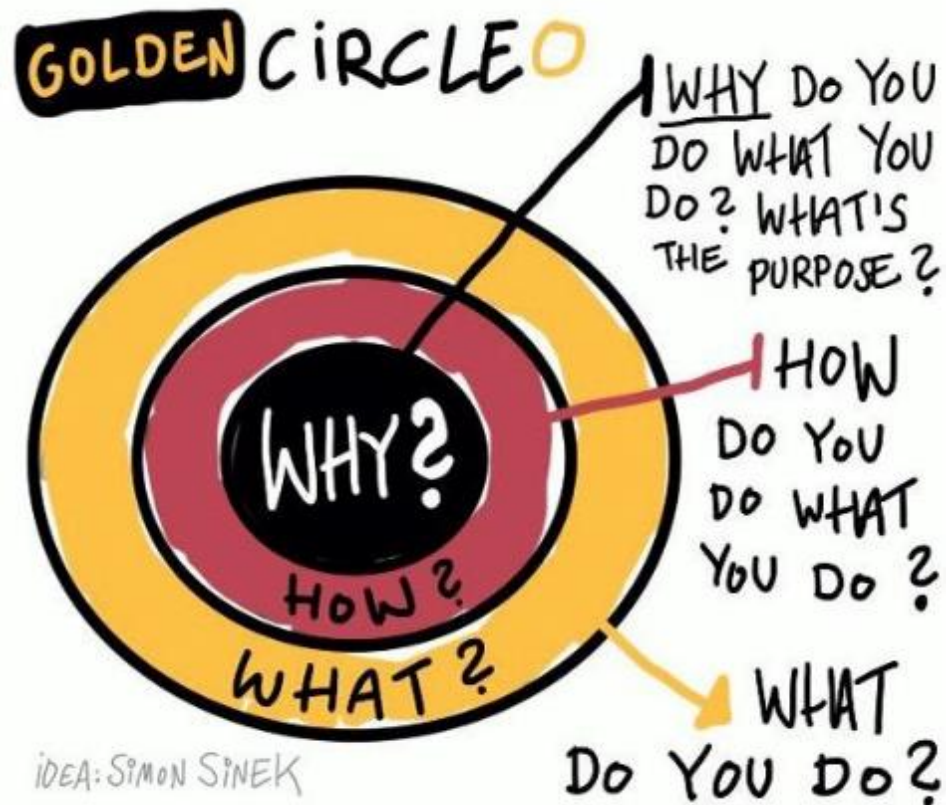 GOLDEN CiRCLE
WHY DO YOU
DO WHAT YOU
DO? WHAT'S
THE PURPOSE?
HOW
DO YOU
DO WHAT
YOU DO?
WHAT
DO YOU DO?
WHY?
HOW?
WHAT?
iDEA: SiMON SiNEK